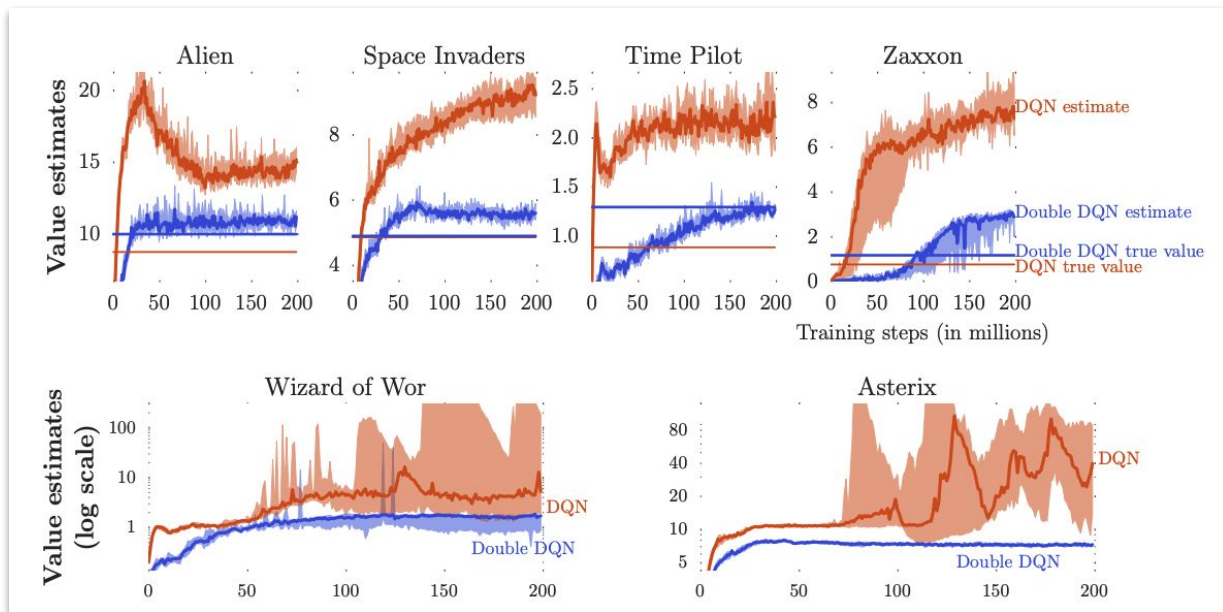 Alien
Space Invaders
Time Pilot
Zaxxon
Value estimates
20
15
10
0 50 100 150 200
8
6
4
0 50 100 150 200
2.5
2.0
1.5
1.0
0 50 100 150 200
8
6
4
2
0
0 50 100 150 200
DQN estimate
Double DQN estimate
Double DQN true value
DQN true value
Training steps (in millions)
Wizard of Wor
Asterix
Value estimates
(log scale)
100
10
1
0 50 100 150 200
DQN
Double DQN
80
40
20
10
5
0 50 100 150 200
DQN
Double DQN